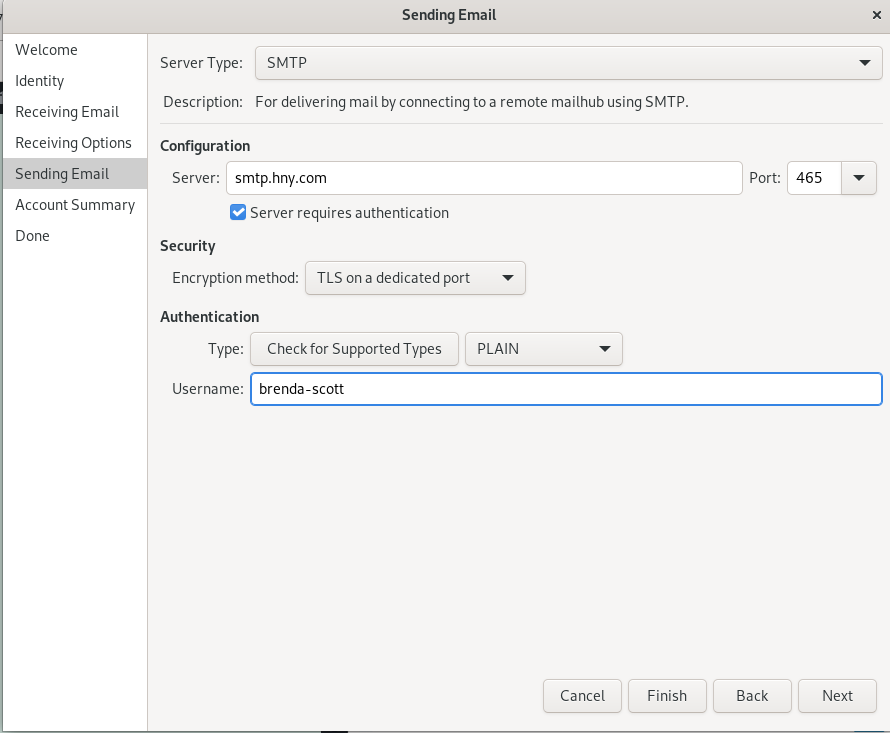 Sending Email
Welcome
Identity
Receiving Email
Receiving Options
Sending Email
Account Summary
Done
Server Type: SMTP
Description: For delivering mail by connecting to a remote mailhub using SMTP.
Configuration
Server: smtp.hny.com Port: 465
Server requires authentication
Security
Encryption method: TLS on a dedicated port
Authentication
Type: Check for Supported Types PLAIN
Username: brenda-scott
Cancel Finish Back Next